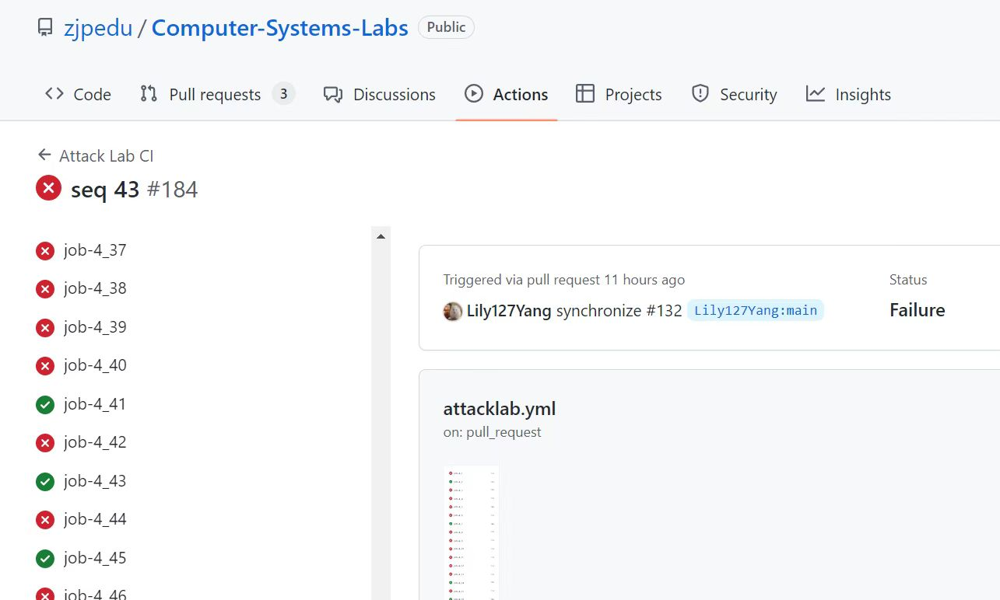 zjpedu / Computer-Systems-Labs Public
Code Pull requests 3 Discussions Actions Projects Security Insights
Attack Lab CI
seq 43 #184
job-4_37
job-4_38
job-4_39
job-4_40
job-4_41
job-4_42
job-4_43
job-4_44
job-4_45
job-4_46
Triggered via pull request 11 hours ago
Lily127Yang synchronize #132 Lily127Yang:main
Status
Failure
attacklab.yml
on: pull_request